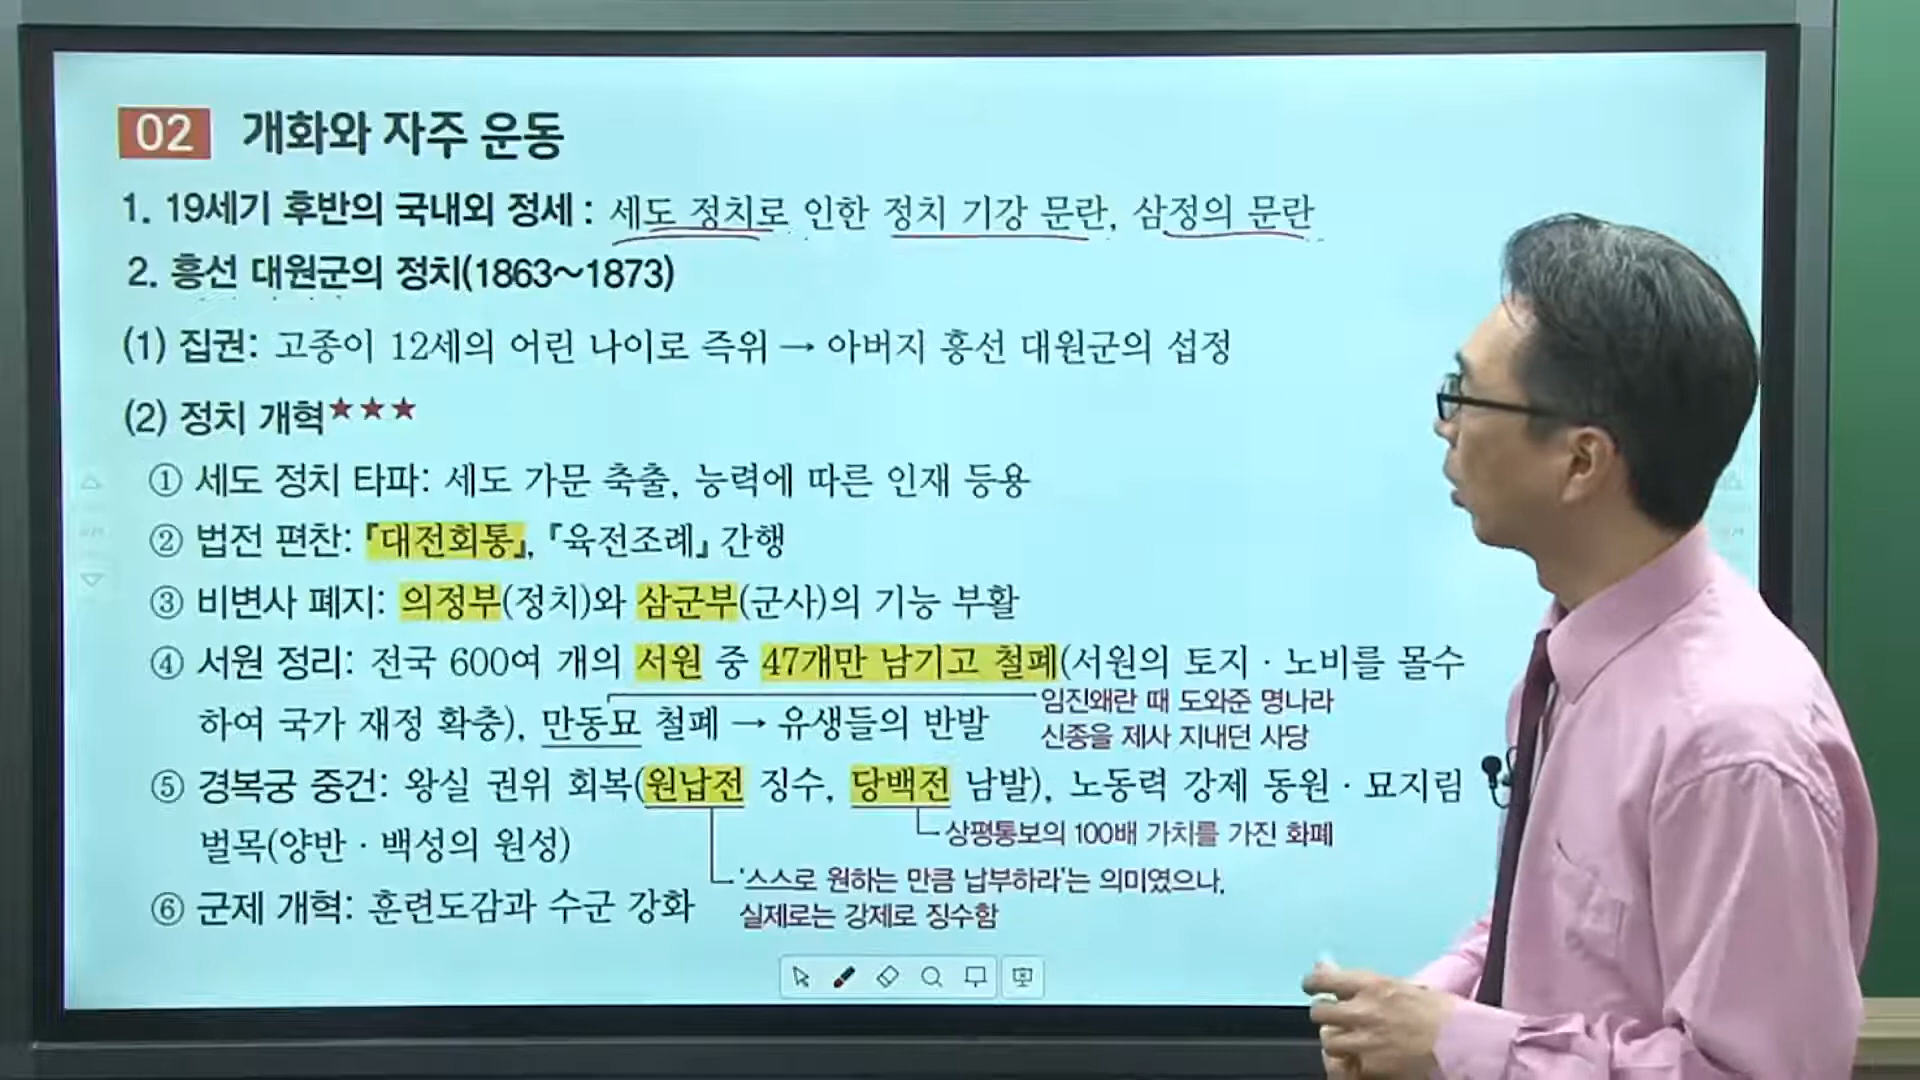 02 개화와 자주 운동
1. 19세기 후반의 국내외 정세 : 세도 정치로 인한 정치 기강 문란, 삼정의 문란
2. 흥선 대원군의 정치(1863~1873)
(1) 집권: 고종이 12세의 어린 나이로 즉위 → 아버지 흥선 대원군의 섭정
(2) 정치 개혁★★★
① 세도 정치 타파: 세도 가문 축출, 능력에 따른 인재 등용
② 법전 편찬: 『대전회통』, 『육전조례』 간행
③ 비변사 폐지: 의정부(정치)와 삼군부(군사)의 기능 부활
④ 서원 정리: 전국 600여 개의 서원 중 47개만 남기고 철폐(서원의 토지 · 노비를 몰수
하여 국가 재정 확충), 만동묘 철폐 → 유생들의 반발
임진왜란 때 도와준 명나라
신종을 제사 지내던 사당
⑤ 경복궁 중건: 왕실 권위 회복(원납전 징수, 당백전 남발), 노동력 강제 동원 · 묘지림
벌목(양반 · 백성의 원성)
상평통보의 100배 가치를 가진 화폐
'스스로 원하는 만큼 납부하라'는 의미였으나,
실제로는 강제로 징수함
⑥ 군제 개혁: 훈련도감과 수군 강화